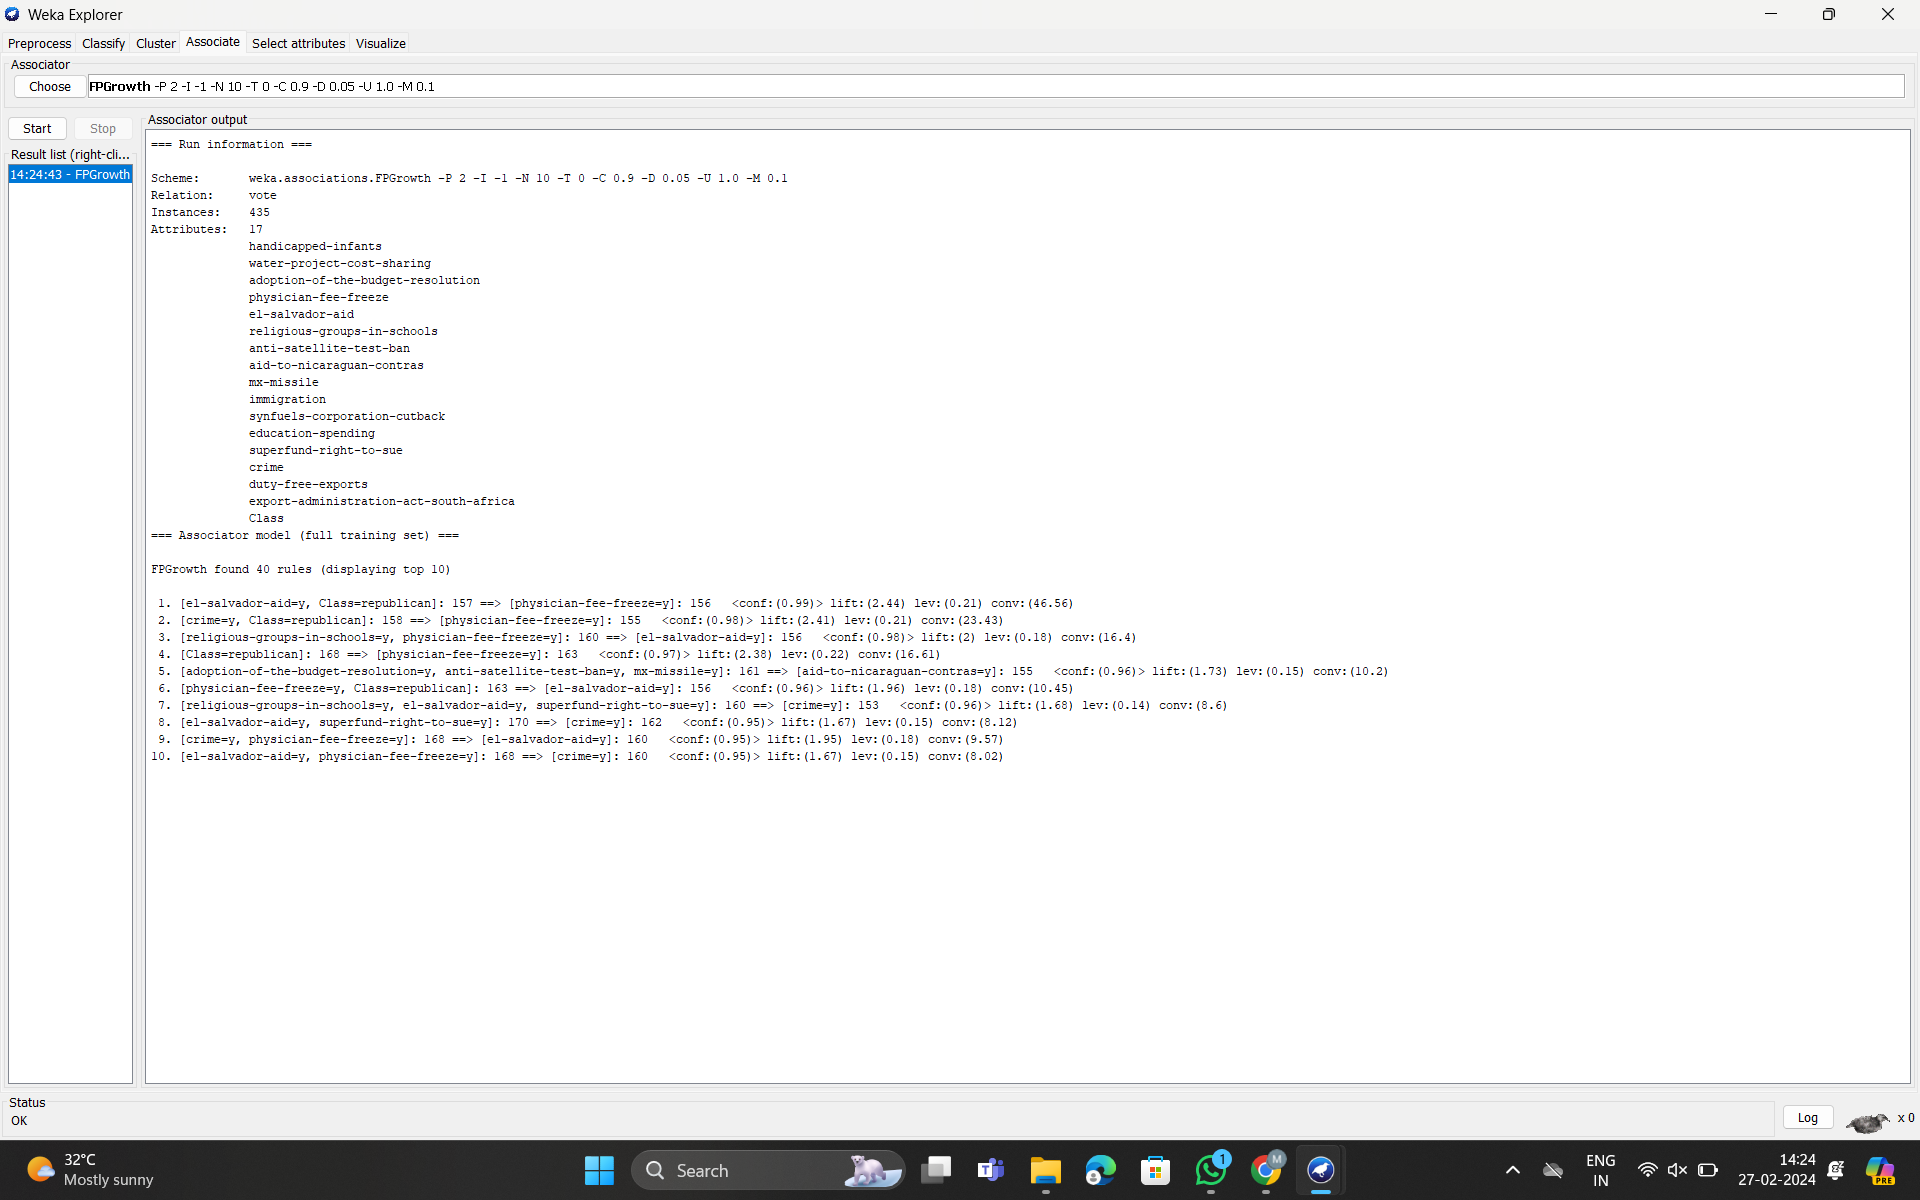 Weka Explorer
Preprocess Classify Cluster Associate Select attributes Visualize
Associator
Choose FPGrowth -P 2 -I -1 -N 10 -T 0 -C 0.9 -D 0.05 -U 1.0 -M 0.1
Start Stop
Result list (right-cli...
14:24:43 - FPGrowth
Associator output
=== Run information ===
Scheme: weka.associations.FPGrowth -P 2 -I -1 -N 10 -T 0 -C 0.9 -D 0.05 -U 1.0 -M 0.1
Relation: vote
Instances: 435
Attributes: 17
handicapped-infants
water-project-cost-sharing
adoption-of-the-budget-resolution
physician-fee-freeze
el-salvador-aid
religious-groups-in-schools
anti-satellite-test-ban
aid-to-nicaraguan-contras
mx-missile
immigration
synfuels-corporation-cutback
education-spending
superfund-right-to-sue
crime
duty-free-exports
export-administration-act-south-africa
Class
=== Associator model (full training set) ===
FPGrowth found 40 rules (displaying top 10)
1. [el-salvador-aid=y, Class=republican]: 157 ==> [physician-fee-freeze=y]: 156 <conf:(0.99)> lift:(2.44) lev:(0.21) conv:(46.56)
2. [crime=y, Class=republican]: 158 ==> [physician-fee-freeze=y]: 155 <conf:(0.98)> lift:(2.41) lev:(0.21) conv:(23.43)
3. [religious-groups-in-schools=y, physician-fee-freeze=y]: 160 ==> [el-salvador-aid=y]: 156 <conf:(0.98)> lift:(2) lev:(0.18) conv:(16.4)
4. [Class=republican]: 168 ==> [physician-fee-freeze=y]: 163 <conf:(0.97)> lift:(2.38) lev:(0.22) conv:(16.61)
5. [adoption-of-the-budget-resolution=y, anti-satellite-test-ban=y, mx-missile=y]: 161 ==> [aid-to-nicaraguan-contras=y]: 155 <conf:(0.96)> lift:(1.73) lev:(0.15) conv:(10.2)
6. [physician-fee-freeze=y, Class=republican]: 163 ==> [el-salvador-aid=y]: 156 <conf:(0.96)> lift:(1.96) lev:(0.18) conv:(10.45)
7. [religious-groups-in-schools=y, el-salvador-aid=y, superfund-right-to-sue=y]: 160 ==> [crime=y]: 153 <conf:(0.96)> lift:(1.68) lev:(0.14) conv:(8.6)
8. [el-salvador-aid=y, superfund-right-to-sue=y]: 170 ==> [crime=y]: 162 <conf:(0.95)> lift:(1.67) lev:(0.15) conv:(8.12)
9. [crime=y, physician-fee-freeze=y]: 168 ==> [el-salvador-aid=y]: 160 <conf:(0.95)> lift:(1.95) lev:(0.18) conv:(9.57)
10. [el-salvador-aid=y, physician-fee-freeze=y]: 168 ==> [crime=y]: 160 <conf:(0.95)> lift:(1.67) lev:(0.15) conv:(8.02)
Status
OK
Log
x 0
32°C
Mostly sunny
Search
1
M
ENG
IN
14:24
27-02-2024
PRE